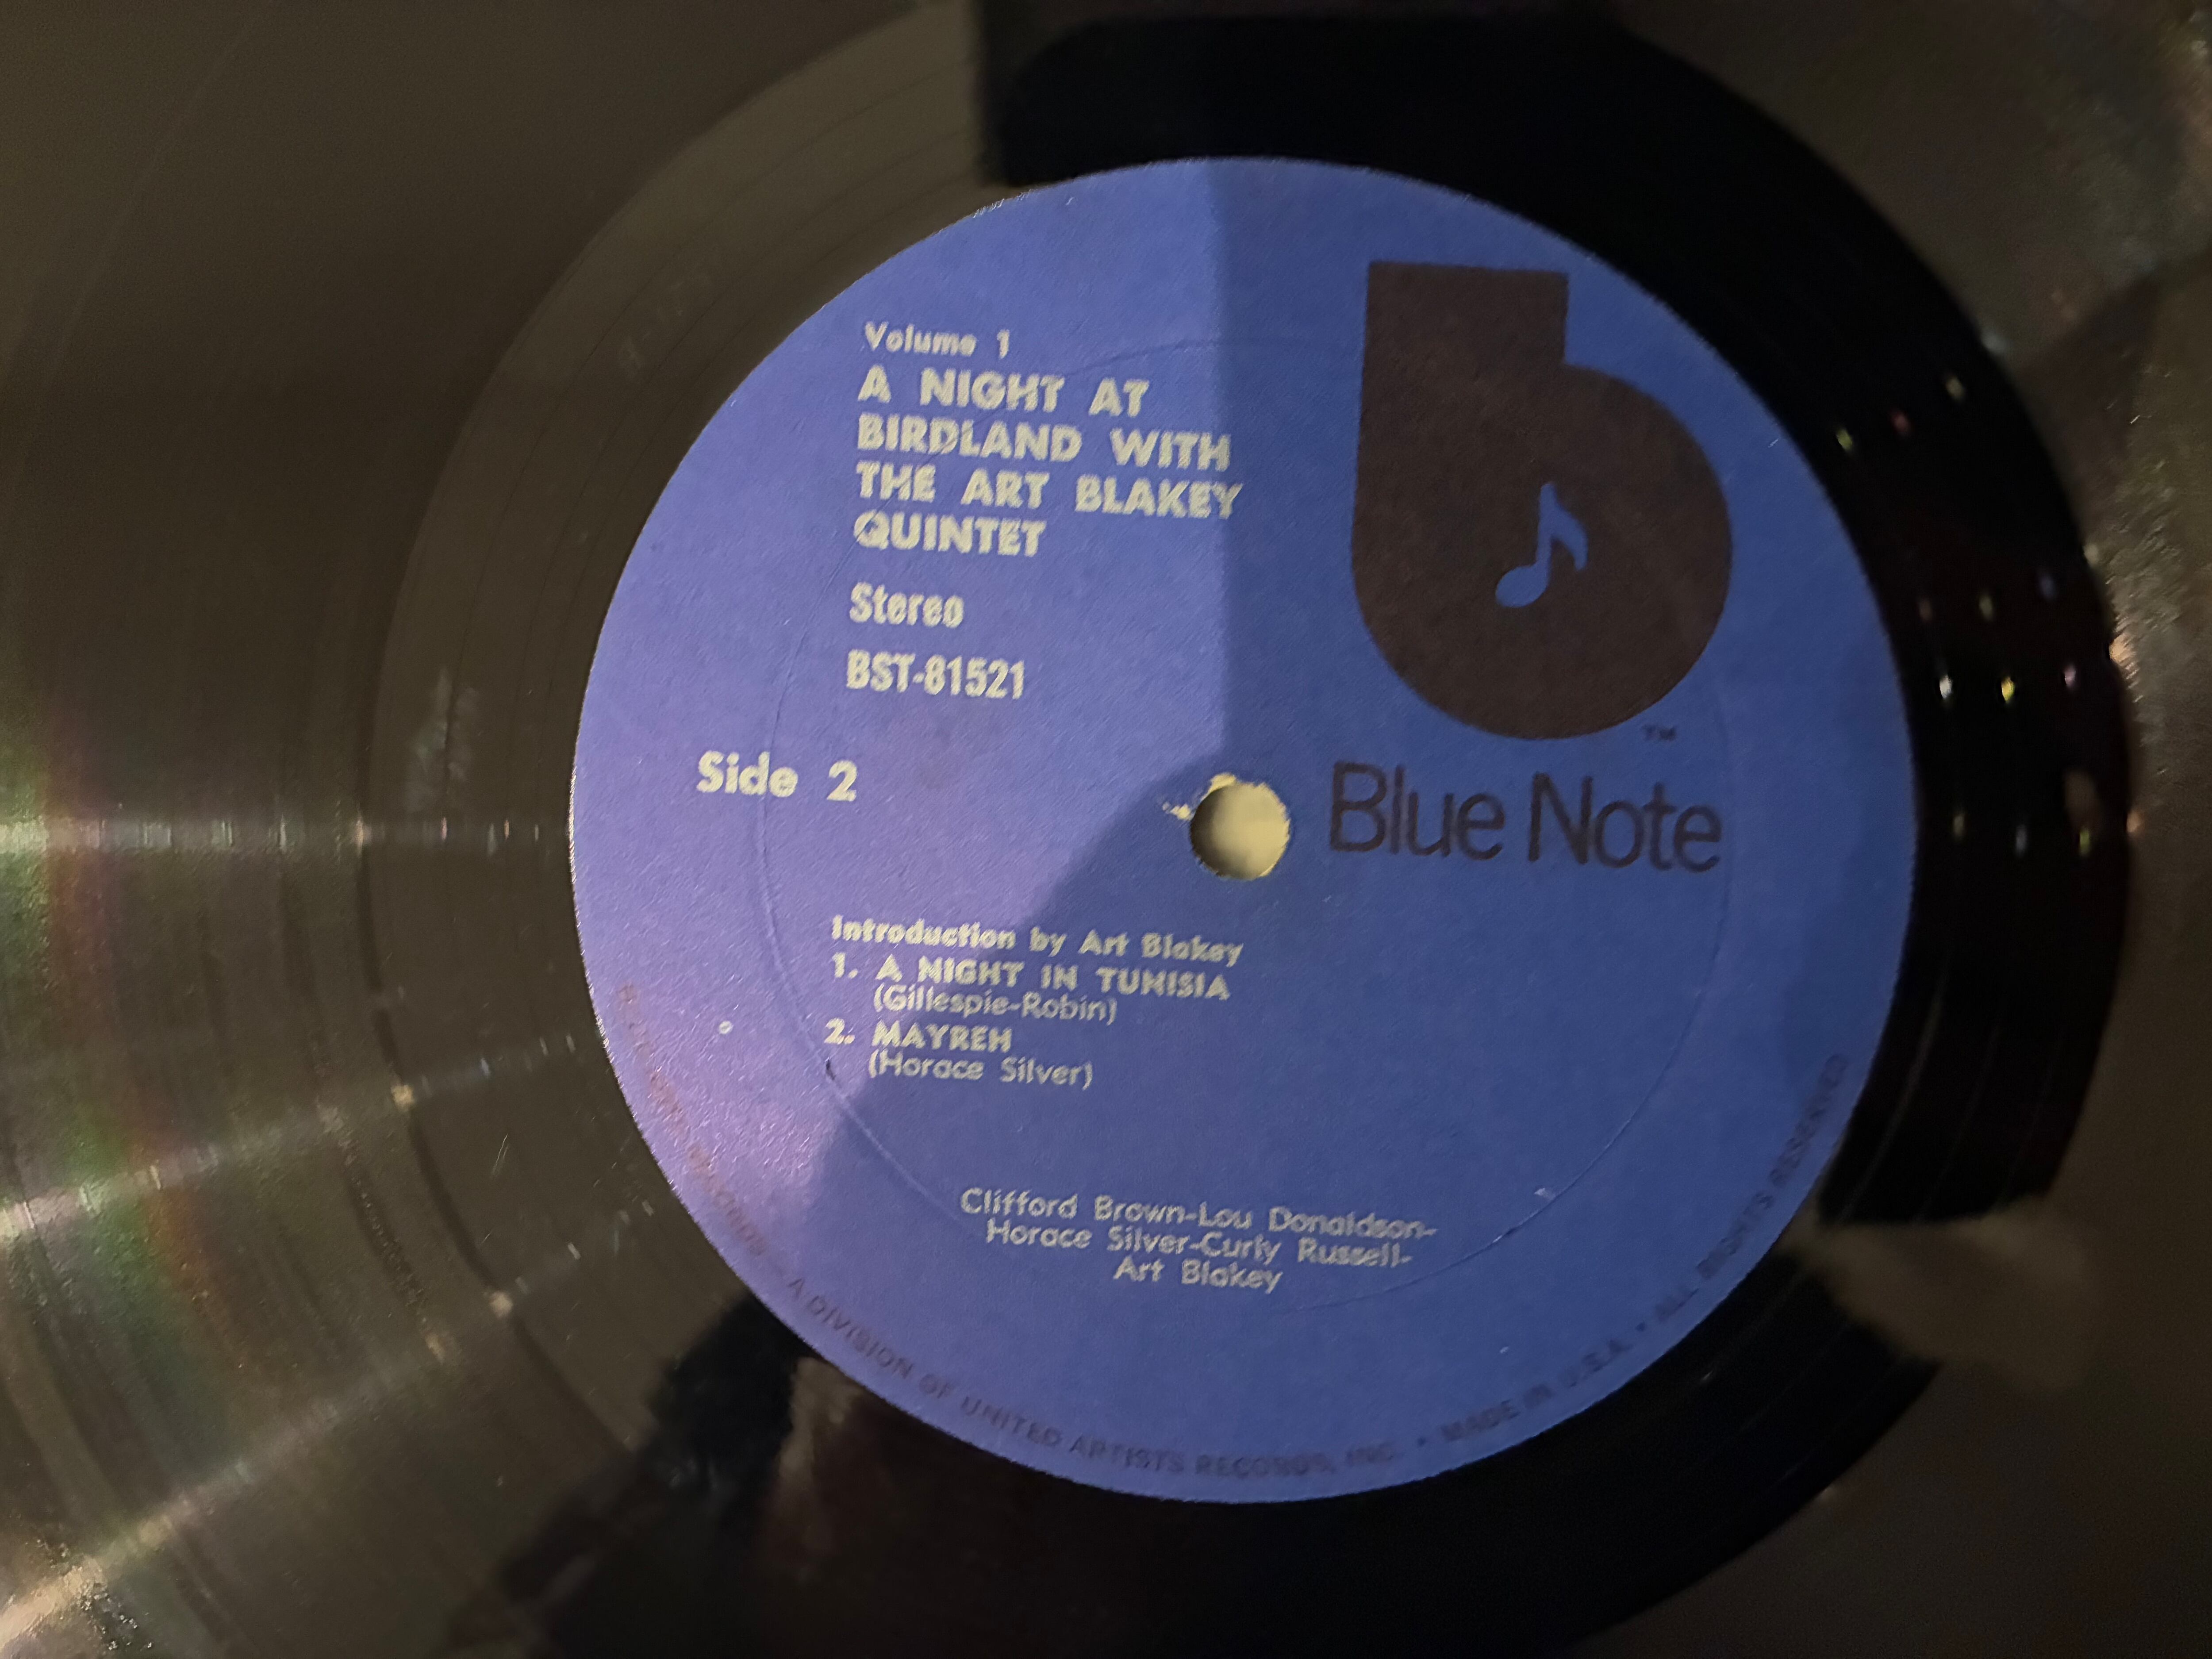 Volume 1
A NIGHT AT
BIRDLAND WITH
THE ART BLAKEY
QUINTET
Stereo
BST-81521
Side 2
TM
Blue Note
Introduction by Art Blakey
1. A NIGHT IN TUNISIA
(Gillespie-Robin)
2. MAYREH
(Horace Silver)
Clifford Brown-Lou Donaldson-
Horace Silver-Curly Russell-
Art Blakey
RECORDS - A DIVISION OF UNITED ARTISTS RECORDS, INC. • MADE IN U.S.A. • ALL RIGHTS RESERVED